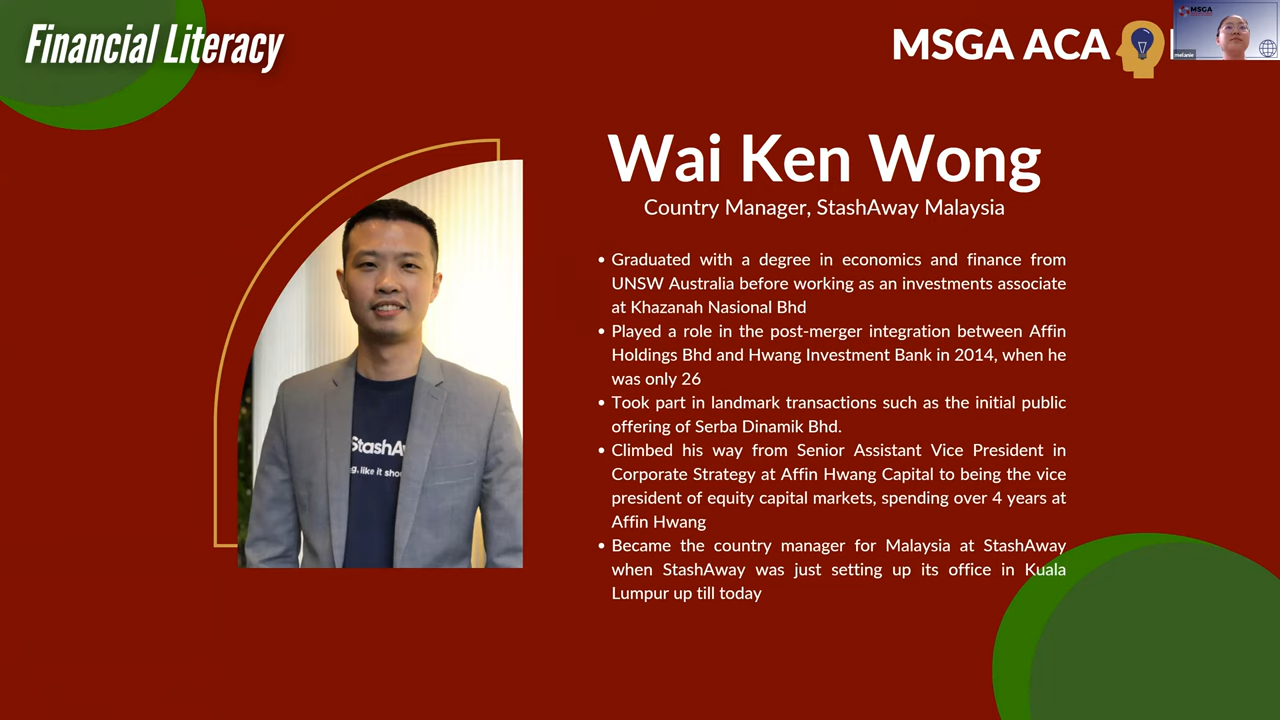 Financial Literacy
MSGA ACA
MSGA
melanie
Wai Ken Wong
Country Manager, StashAway Malaysia
• Graduated with a degree in economics and finance from
UNSW Australia before working as an investments associate
at Khazanah Nasional Bhd
• Played a role in the post-merger integration between Affin
Holdings Bhd and Hwang Investment Bank in 2014, when he
was only 26
• Took part in landmark transactions such as the initial public
offering of Serba Dinamik Bhd.
• Climbed his way from Senior Assistant Vice President in
Corporate Strategy at Affin Hwang Capital to being the vice
president of equity capital markets, spending over 4 years at
Affin Hwang
• Became the country manager for Malaysia at StashAway
when StashAway was just setting up its office in Kuala
Lumpur up till today
StashA
g, like it sho